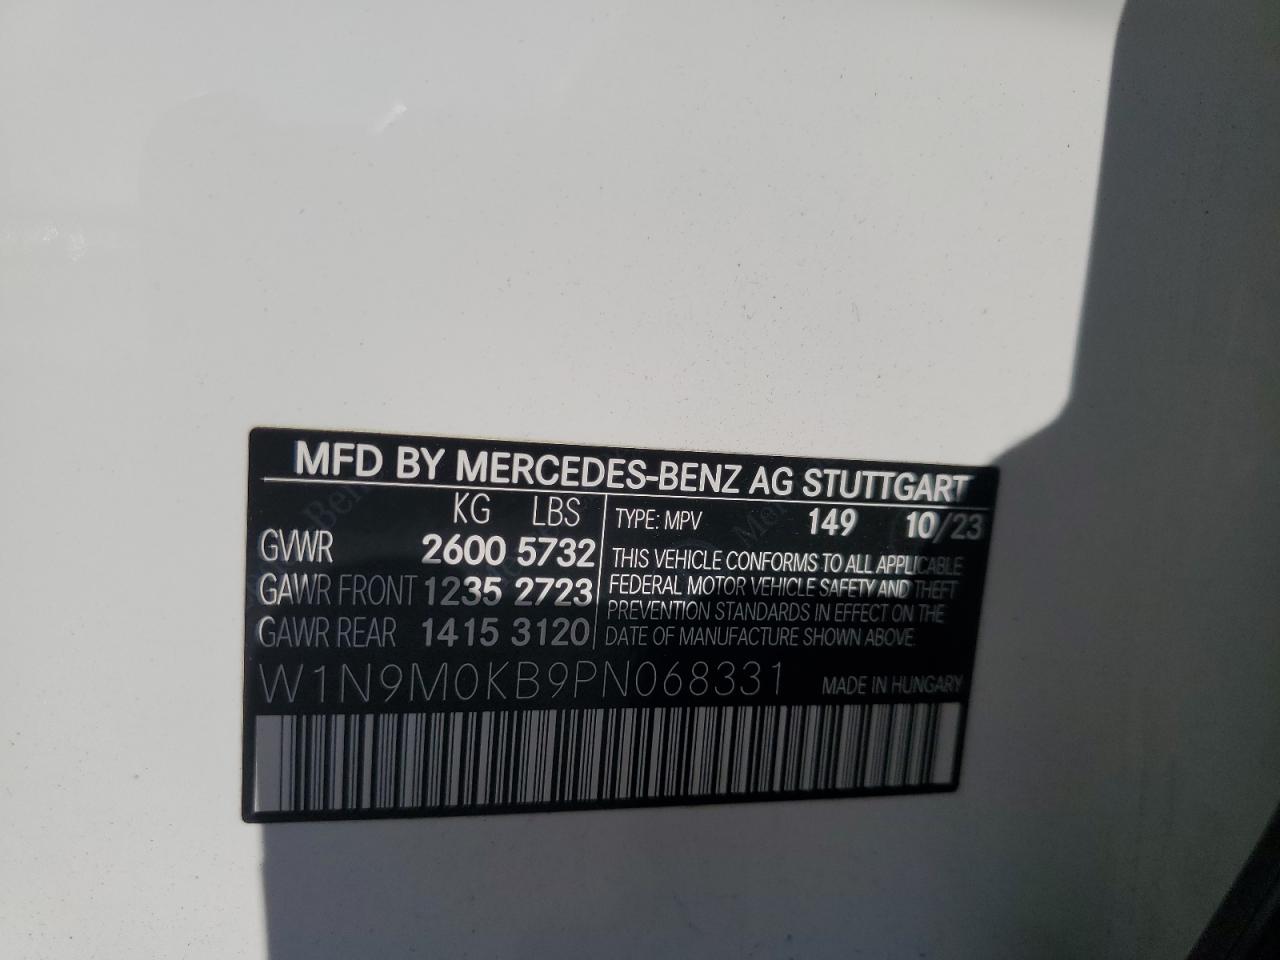 MFD BY MERCEDES-BENZ AG STUTTGART
KG LBS
GVWR 2600 5732
GAWR FRONT 1235 2723
GAWR REAR 1415 3120
TYPE: MPV 149 10/23
THIS VEHICLE CONFORMS TO ALL APPLICABLE
FEDERAL MOTOR VEHICLE SAFETY AND THEFT
PREVENTION STANDARDS IN EFFECT ON THE
DATE OF MANUFACTURE SHOWN ABOVE.
W1N9M0KB9PN068331 MADE IN HUNGARY